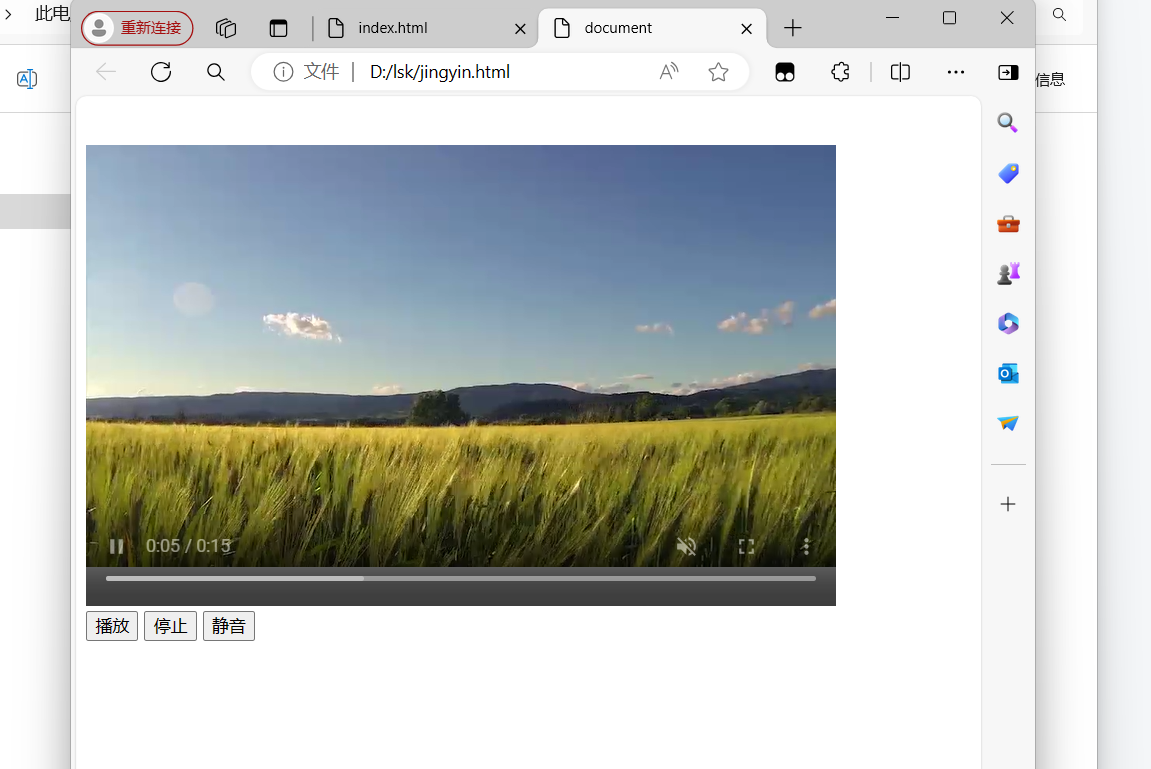 此电
重新连接
index.html
document
文件
D:/lsk/jingyin.html
信息
0:05 / 0:15
播放 停止 静音